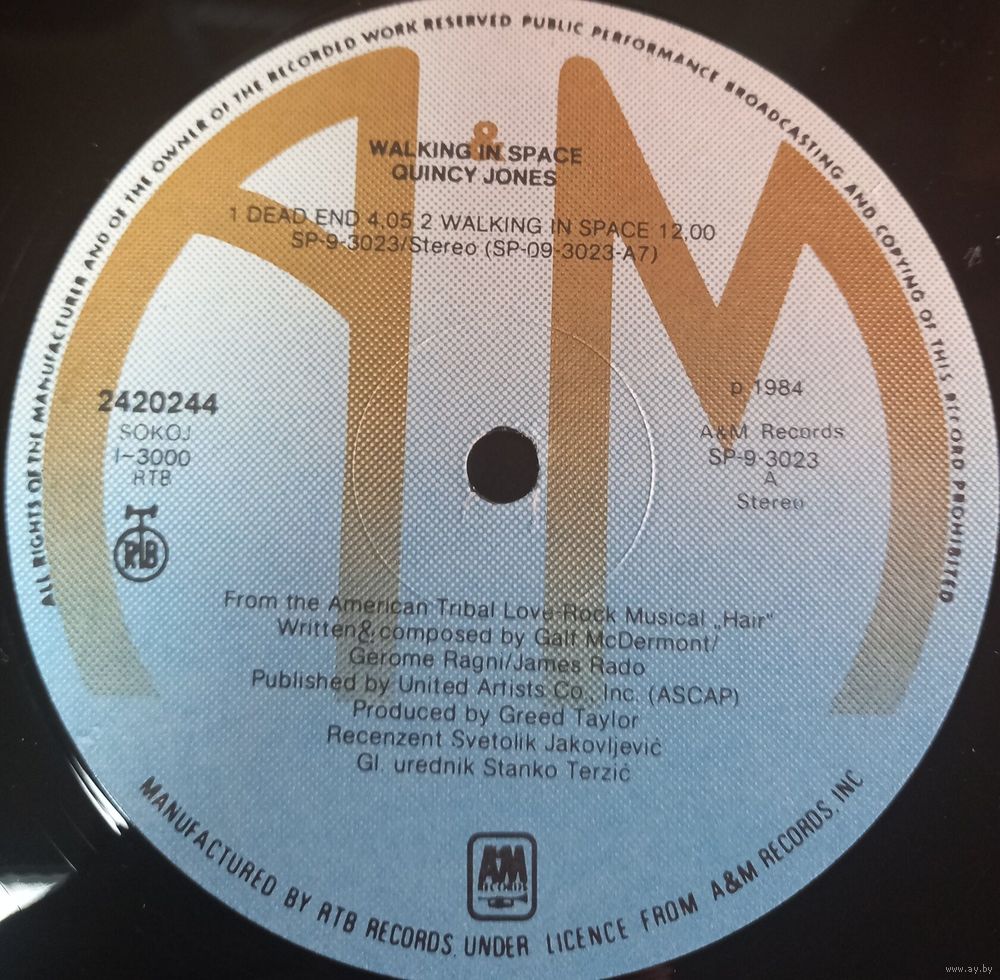 ALL RIGHTS OF THE MANUFACTURER AND OF THE OWNER OF THE RECORDED WORK RESERVED PUBLIC PERFORMANCE BROADCASTING AND COPYING OF THIS RECORD PROHIBITED
&
WALKING IN SPACE
QUINCY JONES
1 DEAD END 4.05 2 WALKING IN SPACE 12.00
SP-9-3023/Stereo (SP-09-3023-A7)
2420244
SOKOJ
I-3000
RTB
RTB
p 1984
A&M Records
SP-9-3023
A
Stereo
From the American Tribal Love-Rock Musical „Hair"
Written & composed by Galf McDermont/
Gerome Ragni/James Rado
Published by United Artists Co., Inc. (ASCAP)
Produced by Greed Taylor
Recenzent Svetolik Jakovljević
Gl. urednik Stanko Terzić
A&M
RECORDS
MANUFACTURED BY RTB RECORDS. UNDER LICENCE FROM A&M RECORDS. INC
www.ay.by